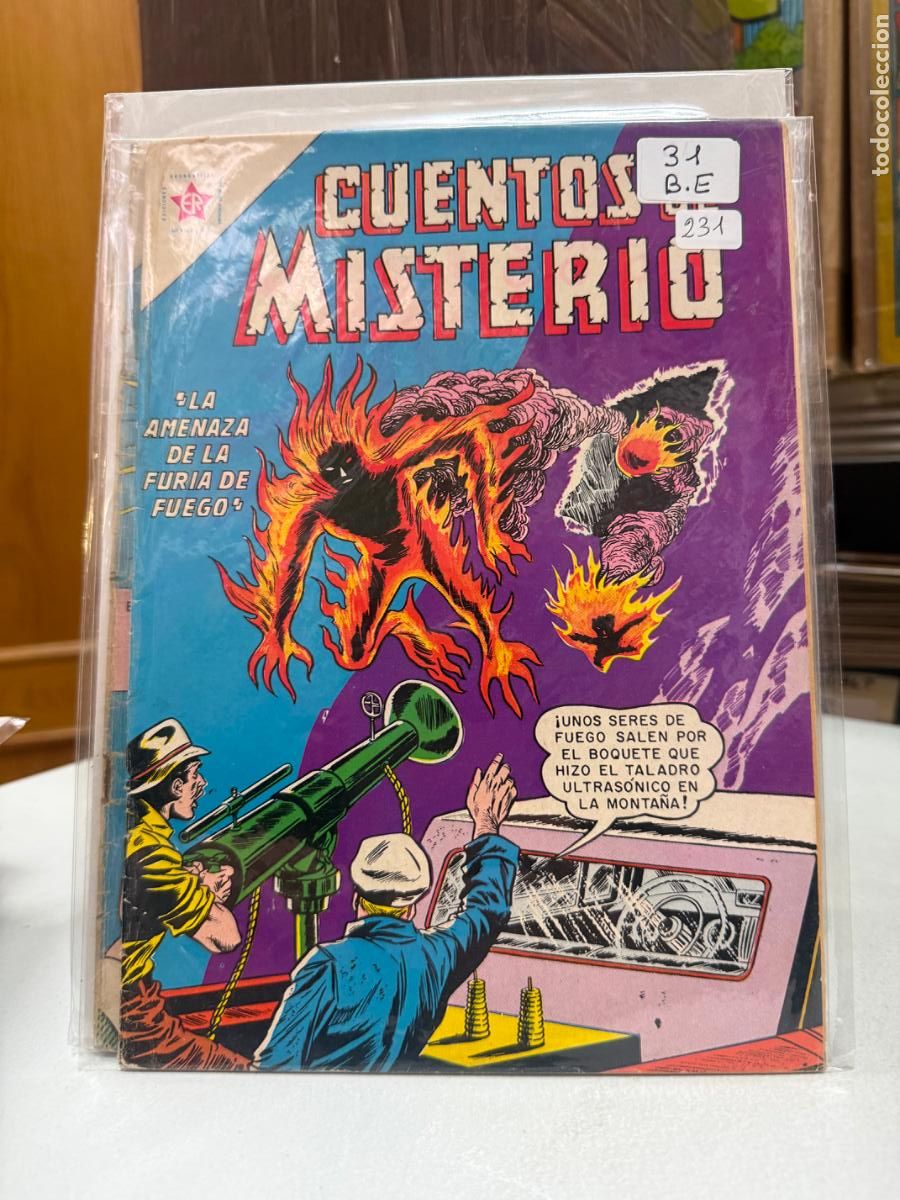 todocoleccion
ER
CUENTOS DE
MISTERIO
31
B.E
231
"LA
AMENAZA
DE LA
FURIA DE
FUEGO"
¡UNOS SERES DE
FUEGO SALEN POR
EL BOQUETE QUE
HIZO EL TALADRO
ULTRASÓNICO EN
LA MONTAÑA!